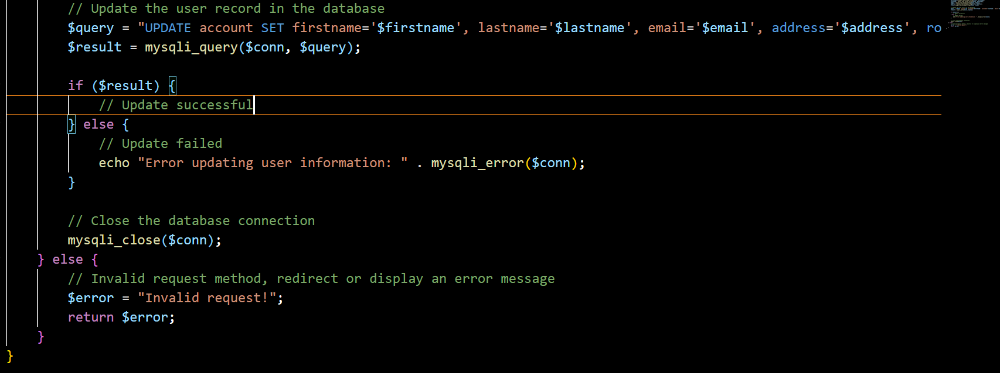 // Update the user record in the database
$query = "UPDATE account SET firstname='$firstname', lastname='$lastname', email='$email', address='$address', ro
$result = mysqli_query($conn, $query);
if ($result) {
// Update successful
} else {
// Update failed
echo "Error updating user information: " . mysqli_error($conn);
}
// Close the database connection
mysqli_close($conn);
} else {
// Invalid request method, redirect or display an error message
$error = "Invalid request!";
return $error;
}
}